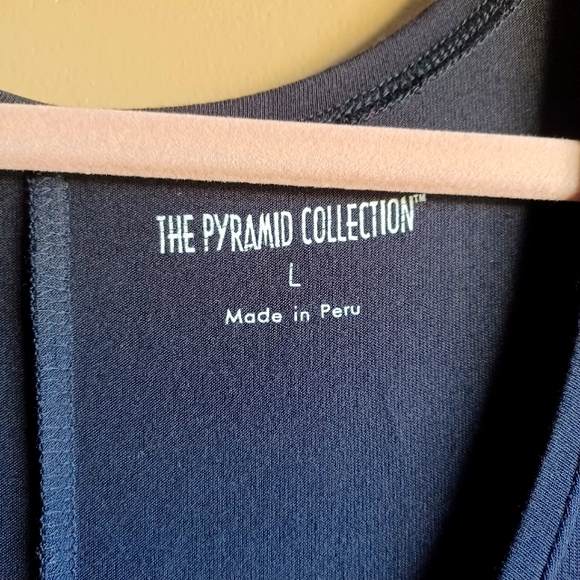 THE PYRAMID COLLECTION™
L
Made in Peru